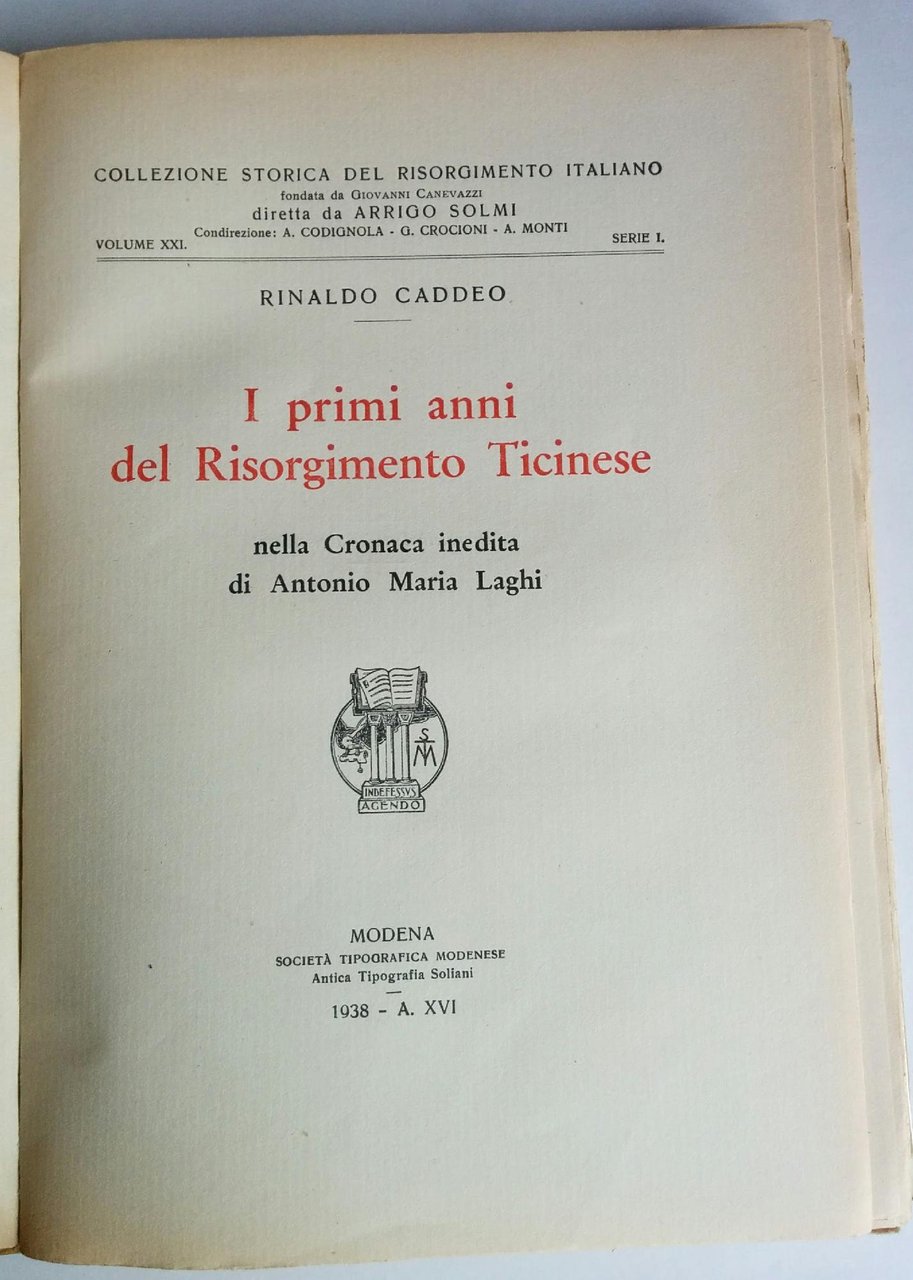 COLLEZIONE STORICA DEL RISORGIMENTO ITALIANO
fondata da GIOVANNI CANEVAZZI
diretta da ARRIGO SOLMI
Condirezione: A. CODIGNOLA - G. CROCIONI - A. MONTI
VOLUME XXI. SERIE I.
RINALDO CADDEO
I primi anni
del Risorgimento Ticinese
nella Cronaca inedita
di Antonio Maria Laghi
S
TM
INDEFESSVS
AGENDO
MODENA
SOCIETÀ TIPOGRAFICA MODENESE
Antica Tipografia Soliani
1938 - A. XVI